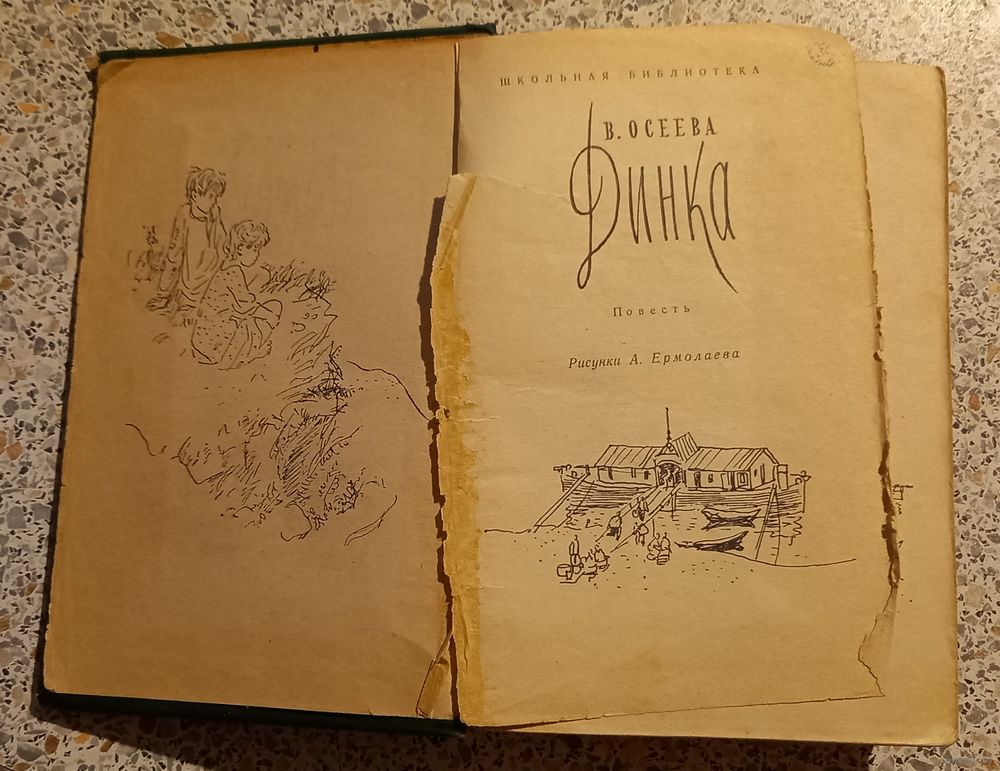 ШКОЛЬНАЯ БИБЛИОТЕКА
В. ОСЕЕВА
Динка
Повесть
Рисунки А. Ермолаева